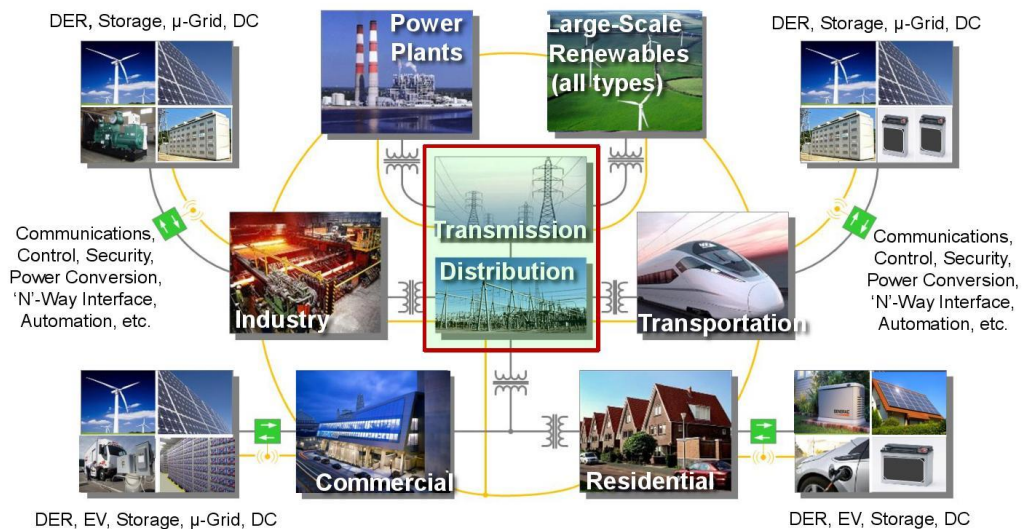 DER, Storage, µ-Grid, DC
Power
Plants
Large-Scale
Renewables
(all types)
DER, Storage, µ-Grid, DC
Transmission
Distribution
Communications,
Control, Security,
Power Conversion,
‘N’-Way Interface,
Automation, etc.
Industry
Transportation
Communications,
Control, Security,
Power Conversion,
‘N’-Way Interface,
Automation, etc.
Commercial
Residential
DER, EV, Storage, µ-Grid, DC
DER, EV, Storage, DC